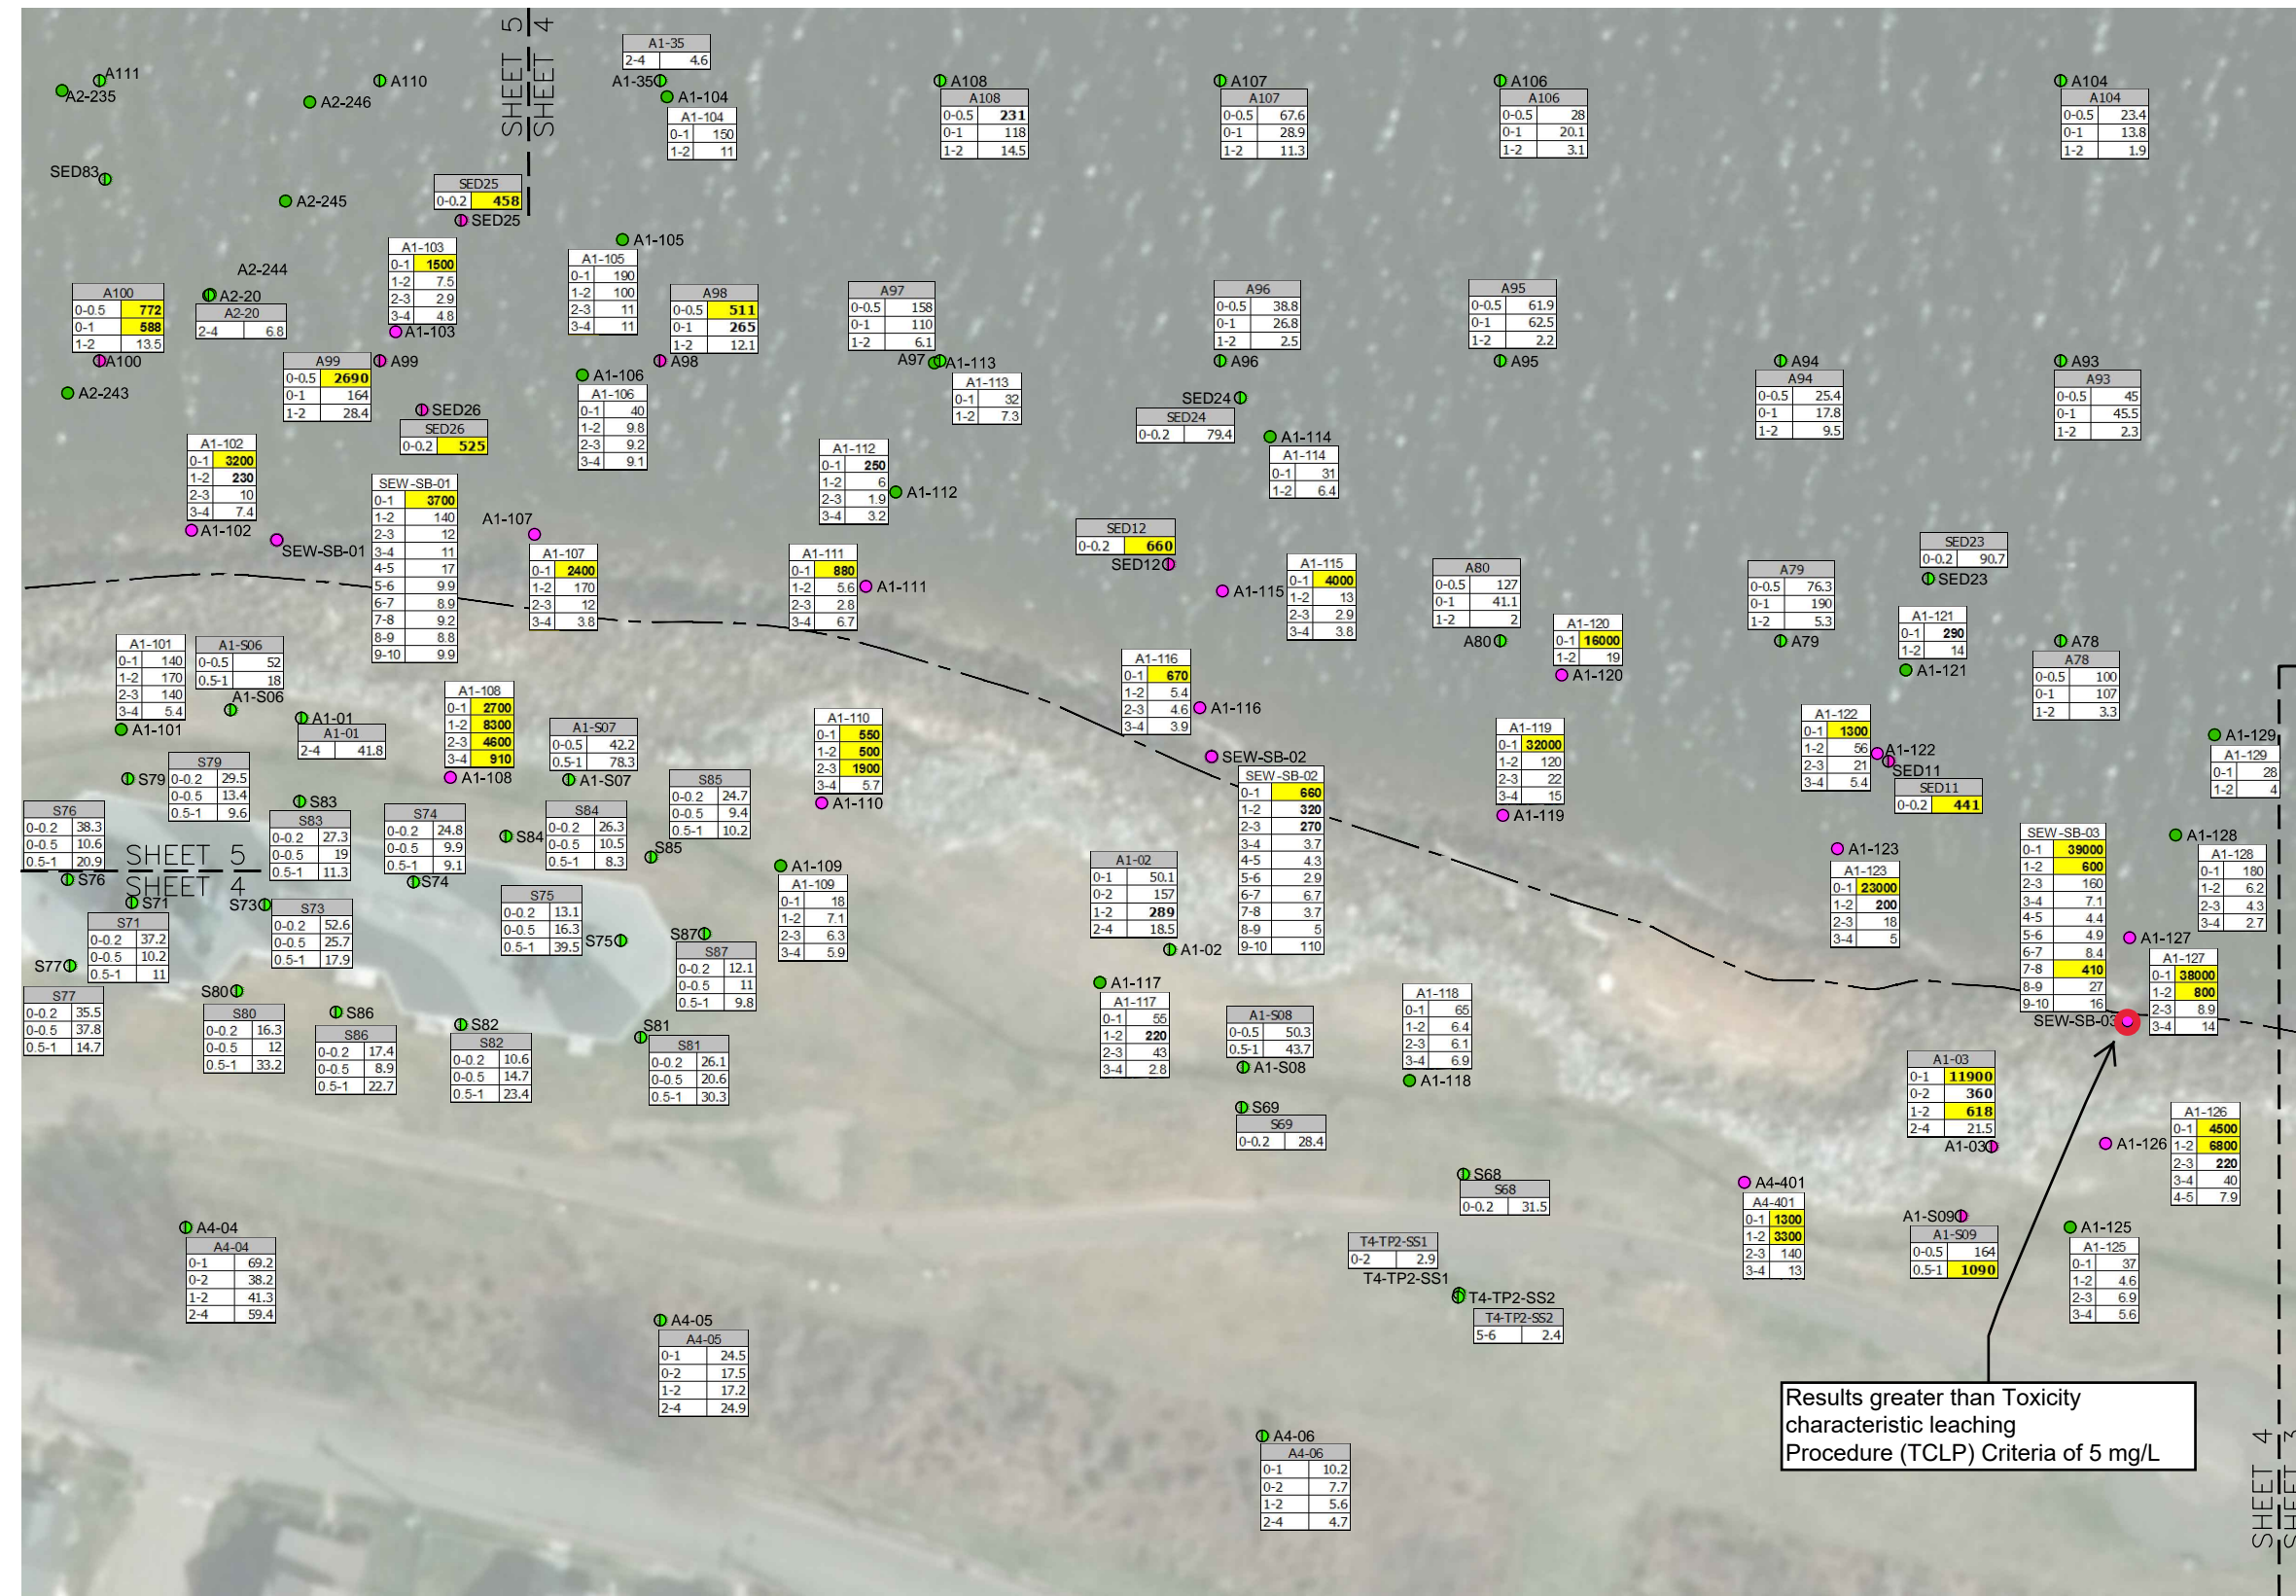 SHEET 5
SHEET 4
A111
A2-235
A110
A2-246
A1-35
2-4 4.6
A1-35
A1-104
A1-104
0-1 150
1-2 11
A108
A108
0-0.5 231
0-1 118
1-2 14.5
A107
A107
0-0.5 67.6
0-1 28.9
1-2 11.3
A106
A106
0-0.5 28
0-1 20.1
1-2 3.1
A104
A104
0-0.5 23.4
0-1 13.8
1-2 1.9
SED83
A2-245
SED25
0-0.2 458
SED25
A1-103
0-1 1500
1-2 7.5
2-3 2.9
3-4 4.8
A1-103
A1-105
A1-105
0-1 190
1-2 100
2-3 11
3-4 11
A2-244
A2-20
A2-20
2-4 6.8
A100
0-0.5 772
0-1 588
1-2 13.5
A100
A2-243
A99
0-0.5 2690
0-1 164
1-2 28.4
A99
SED26
SED26
0-0.2 525
A98
0-0.5 511
0-1 265
1-2 12.1
A98
A1-106
A1-106
0-1 40
1-2 9.8
2-3 9.2
3-4 9.1
A97
0-0.5 158
0-1 110
1-2 6.1
A97
A1-113
A1-113
0-1 32
1-2 7.3
A96
0-0.5 38.8
0-1 26.8
1-2 2.5
A96
SED24
SED24
0-0.2 79.4
A1-114
A1-114
0-1 31
1-2 6.4
A95
0-0.5 61.9
0-1 62.5
1-2 2.2
A95
A94
A94
0-0.5 25.4
0-1 17.8
1-2 9.5
A93
A93
0-0.5 45
0-1 45.5
1-2 2.3
A1-102
0-1 3200
1-2 230
2-3 10
3-4 7.4
A1-102
SEW-SB-01
SEW-SB-01
0-1 3700
1-2 140
2-3 12
3-4 11
4-5 17
5-6 9.9
6-7 8.9
7-8 9.2
8-9 8.8
9-10 9.9
A1-107
A1-107
0-1 2400
1-2 170
2-3 12
3-4 3.8
A1-112
0-1 250
1-2 6
2-3 1.9
3-4 3.2
A1-112
A1-111
0-1 880
1-2 5.6
2-3 2.8
3-4 6.7
A1-111
SED12
0-0.2 660
SED12
A1-115
A1-115
0-1 4000
1-2 13
2-3 2.9
3-4 3.8
A80
0-0.5 127
0-1 41.1
1-2 2
A80
A1-120
0-1 16000
1-2 19
A1-120
A79
0-0.5 76.3
0-1 190
1-2 5.3
A79
SED23
0-0.2 90.7
SED23
A1-121
0-1 290
1-2 14
A1-121
A78
A78
0-0.5 100
0-1 107
1-2 3.3
A1-101
0-1 140
1-2 170
2-3 140
3-4 5.4
A1-101
A1-S06
0-0.5 52
0.5-1 18
A1-S06
A1-01
A1-01
2-4 41.8
A1-108
0-1 2700
1-2 8300
2-3 4600
3-4 910
A1-108
A1-S07
0-0.5 42.2
0.5-1 78.3
A1-S07
A1-110
0-1 550
1-2 500
2-3 1900
3-4 5.7
A1-110
A1-116
0-1 670
1-2 5.4
2-3 4.6
3-4 3.9
A1-116
SEW-SB-02
SEW-SB-02
0-1 660
1-2 320
2-3 270
3-4 3.7
4-5 4.3
5-6 2.9
6-7 6.7
7-8 3.7
8-9 5
9-10 110
A1-119
0-1 32000
1-2 120
2-3 22
3-4 15
A1-119
A1-122
0-1 1300
1-2 56
2-3 21
3-4 5.4
A1-122
SED11
SED11
0-0.2 441
A1-129
A1-129
0-1 28
1-2 4
S79
S79
0-0.2 29.5
0-0.5 13.4
0.5-1 9.6
S76
0-0.2 38.3
0-0.5 10.6
0.5-1 20.9
S76
SHEET 5
SHEET 4
S83
S83
0-0.2 27.3
0-0.5 19
0.5-1 11.3
S74
0-0.2 24.8
0-0.5 9.9
0.5-1 9.1
S74
S84
S84
0-0.2 26.3
0-0.5 10.5
0.5-1 8.3
S85
0-0.2 24.7
0-0.5 9.4
0.5-1 10.2
S85
A1-109
A1-109
0-1 18
1-2 7.1
2-3 6.3
3-4 5.9
A1-02
0-1 50.1
0-2 157
1-2 289
2-4 18.5
A1-02
A1-123
A1-123
0-1 23000
1-2 200
2-3 18
3-4 5
SEW-SB-03
0-1 39000
1-2 600
2-3 160
3-4 7.1
4-5 4.4
5-6 4.9
6-7 8.4
7-8 410
8-9 27
9-10 16
SEW-SB-03
A1-128
A1-128
0-1 180
1-2 6.2
2-3 4.3
3-4 2.7
A1-127
A1-127
0-1 38000
1-2 800
2-3 8.9
3-4 14
S71
S71
0-0.2 37.2
0-0.5 10.2
0.5-1 11
S73
S73
0-0.2 52.6
0-0.5 25.7
0.5-1 17.9
S75
0-0.2 13.1
0-0.5 16.3
0.5-1 39.5
S75
S87
S87
0-0.2 12.1
0-0.5 11
0.5-1 9.8
S77
S77
0-0.2 35.5
0-0.5 37.8
0.5-1 14.7
S80
S80
0-0.2 16.3
0-0.5 12
0.5-1 33.2
S86
S86
0-0.2 17.4
0-0.5 8.9
0.5-1 22.7
S82
S82
0-0.2 10.6
0-0.5 14.7
0.5-1 23.4
S81
S81
0-0.2 26.1
0-0.5 20.6
0.5-1 30.3
A1-117
A1-117
0-1 55
1-2 220
2-3 43
3-4 2.8
A1-S08
0-0.5 50.3
0.5-1 43.7
A1-S08
A1-118
0-1 65
1-2 6.4
2-3 6.1
3-4 6.9
A1-118
S69
S69
0-0.2 28.4
S68
S68
0-0.2 31.5
A1-03
0-1 11900
0-2 360
1-2 618
2-4 21.5
A1-03
A1-126
A1-126
0-1 4500
1-2 6800
2-3 220
3-4 40
4-5 7.9
A4-401
A4-401
0-1 1300
1-2 3300
2-3 140
3-4 13
A1-S09
A1-S09
0-0.5 164
0.5-1 1090
A1-125
A1-125
0-1 37
1-2 4.6
2-3 6.9
3-4 5.6
A4-04
A4-04
0-1 69.2
0-2 38.2
1-2 41.3
2-4 59.4
T4-TP2-SS1
0-2 2.9
T4-TP2-SS1
T4-TP2-SS2
T4-TP2-SS2
5-6 2.4
A4-05
A4-05
0-1 24.5
0-2 17.5
1-2 17.2
2-4 24.9
A4-06
A4-06
0-1 10.2
0-2 7.7
1-2 5.6
2-4 4.7
Results greater than Toxicity
characteristic leaching
Procedure (TCLP) Criteria of 5 mg/L
SHEET 4
SHEET 3